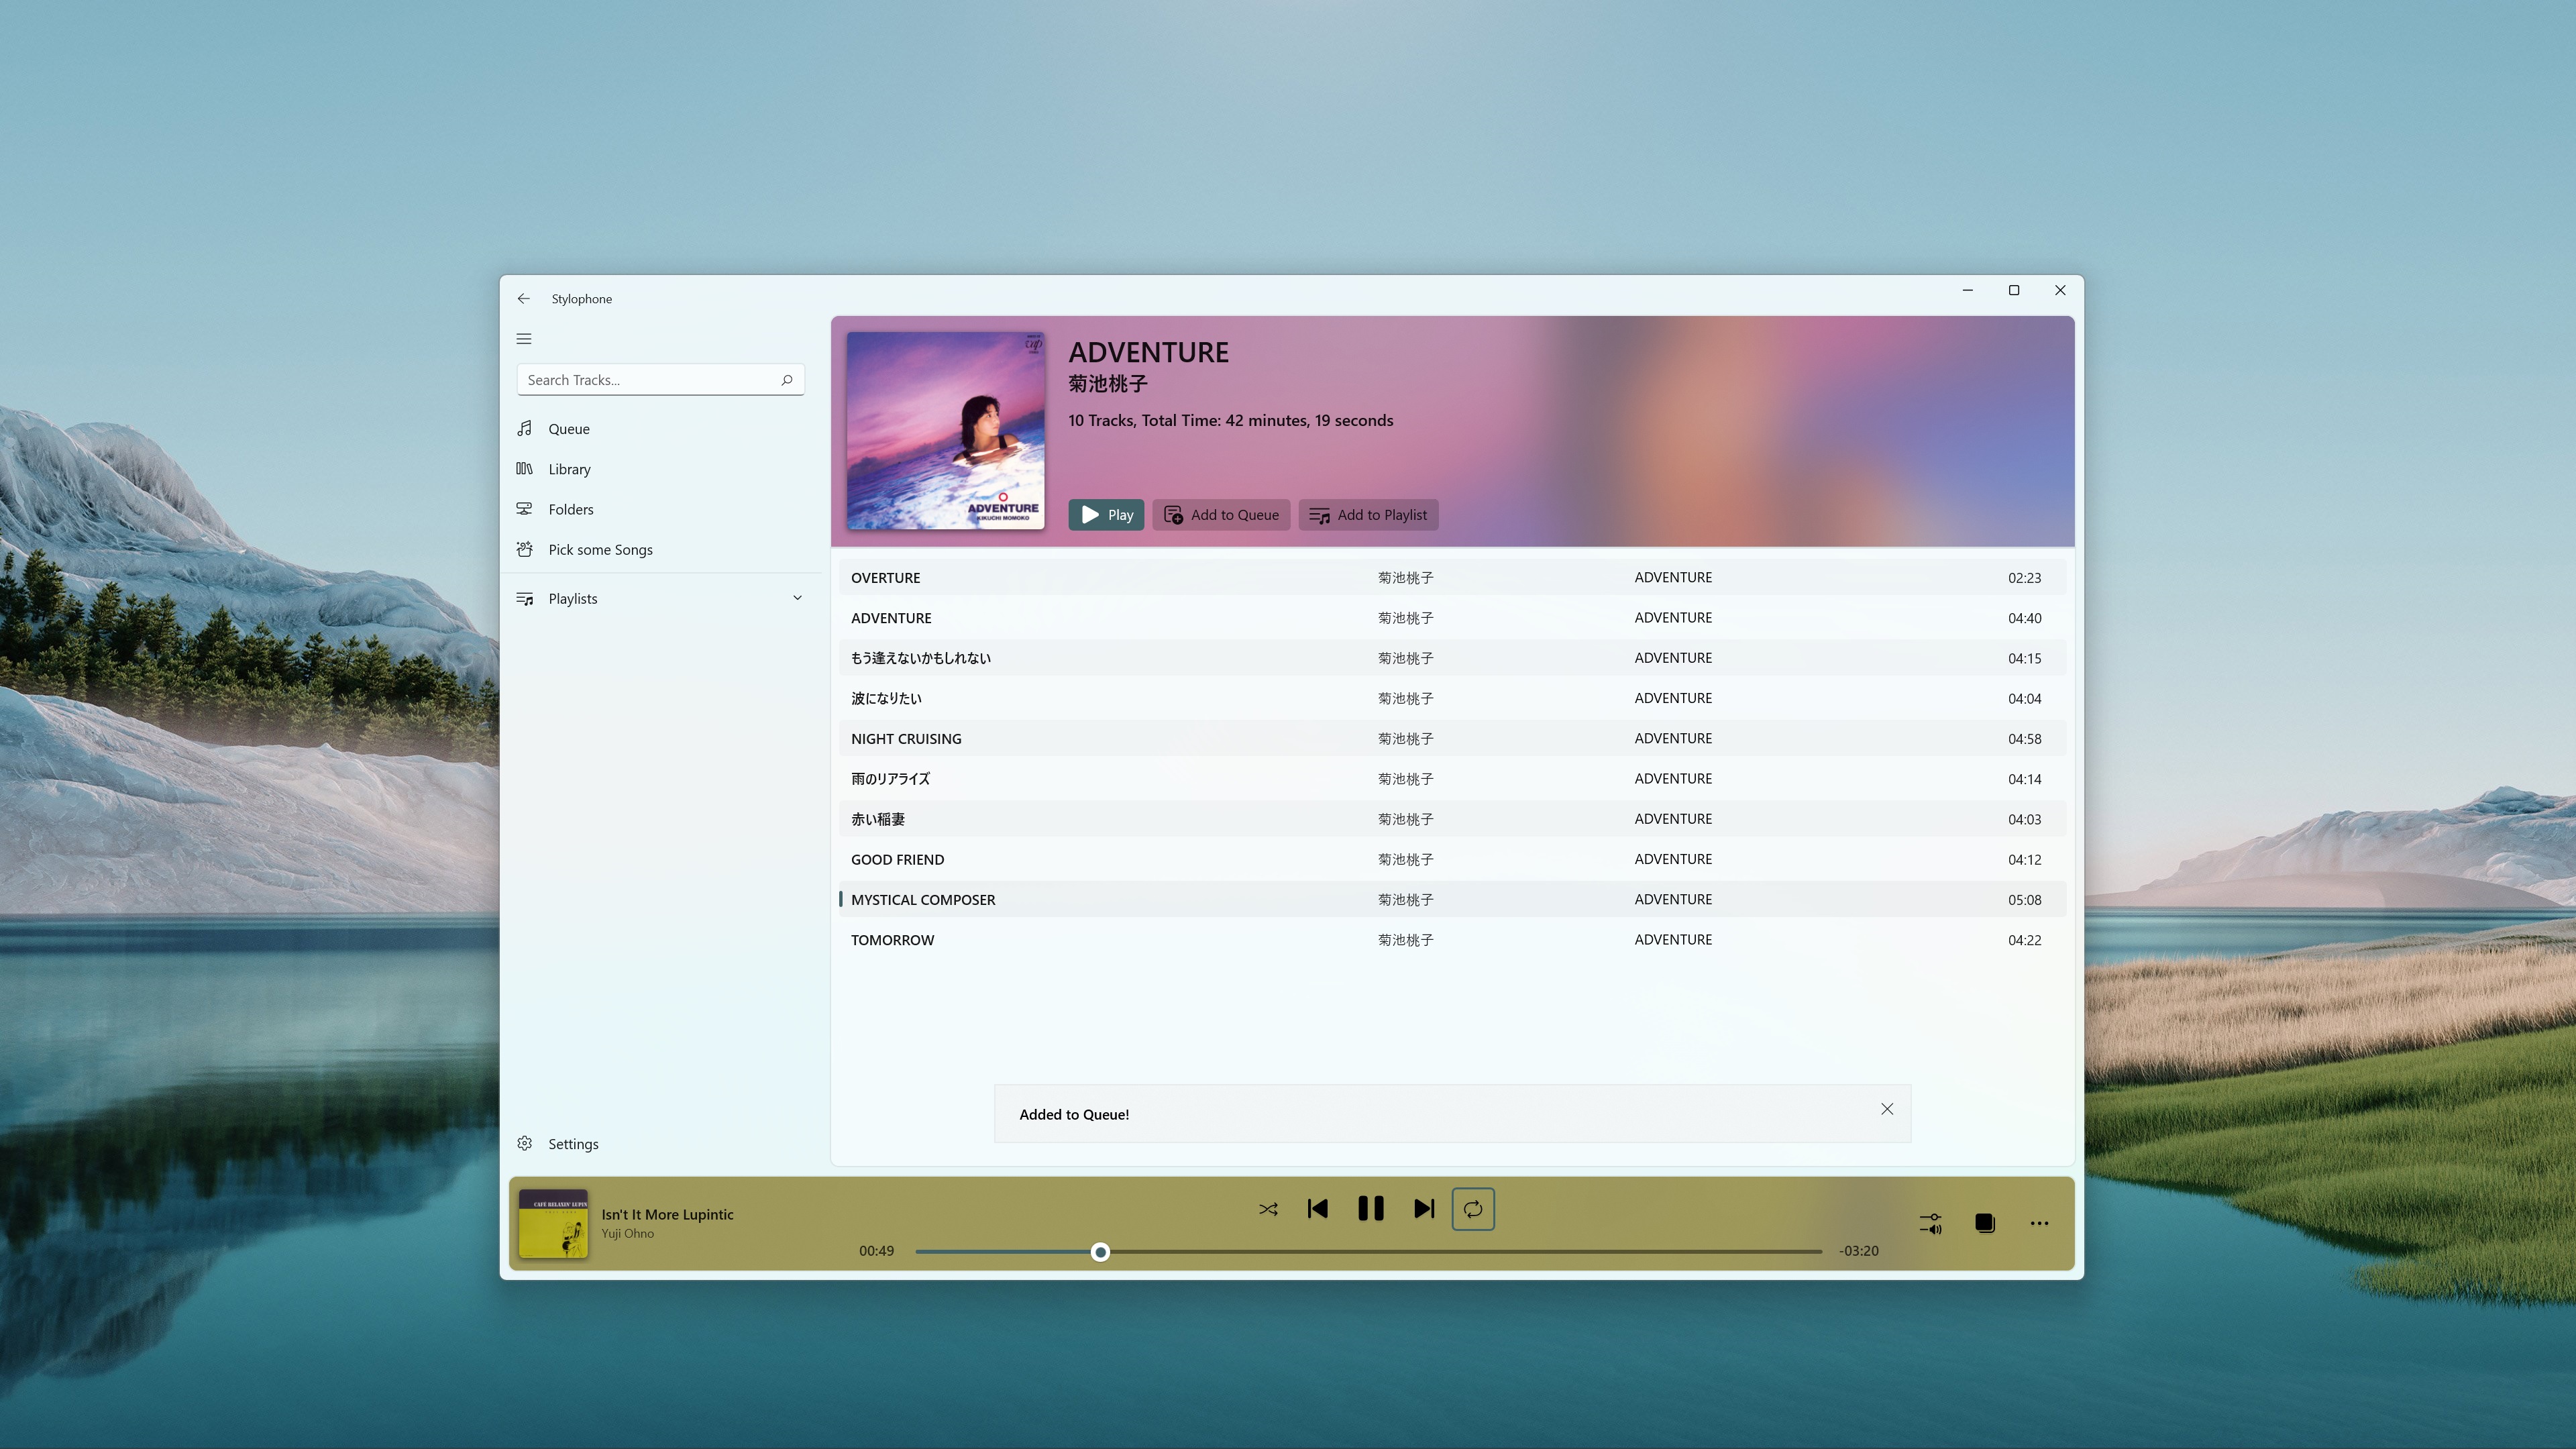 Stylophone
Search Tracks...
Queue
Library
Folders
Pick some Songs
Playlists
Settings
ADVENTURE
KIKUCHI MOMOKO
ADVENTURE
菊池桃子
10 Tracks, Total Time: 42 minutes, 19 seconds
Play Add to Queue Add to Playlist
OVERTURE 菊池桃子 ADVENTURE 02:23
ADVENTURE 菊池桃子 ADVENTURE 04:40
もう逢えないかもしれない 菊池桃子 ADVENTURE 04:15
波になりたい 菊池桃子 ADVENTURE 04:04
NIGHT CRUISING 菊池桃子 ADVENTURE 04:58
雨のリアライズ 菊池桃子 ADVENTURE 04:14
赤い稲妻 菊池桃子 ADVENTURE 04:03
GOOD FRIEND 菊池桃子 ADVENTURE 04:12
MYSTICAL COMPOSER 菊池桃子 ADVENTURE 05:08
TOMORROW 菊池桃子 ADVENTURE 04:22
Added to Queue!
CAFÉ RELAXIN' LUPIN
Isn't It More Lupintic
Yuji Ohno
00:49 -03:20